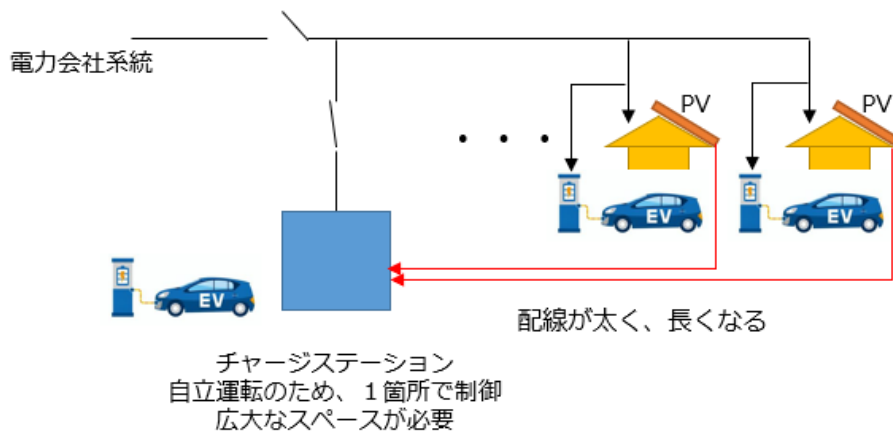 電力会社系統
PV
PV
・・・
EV
EV
EV
配線が太く、長くなる
チャージステーション
自立運転のため、１箇所で制御
広大なスペースが必要